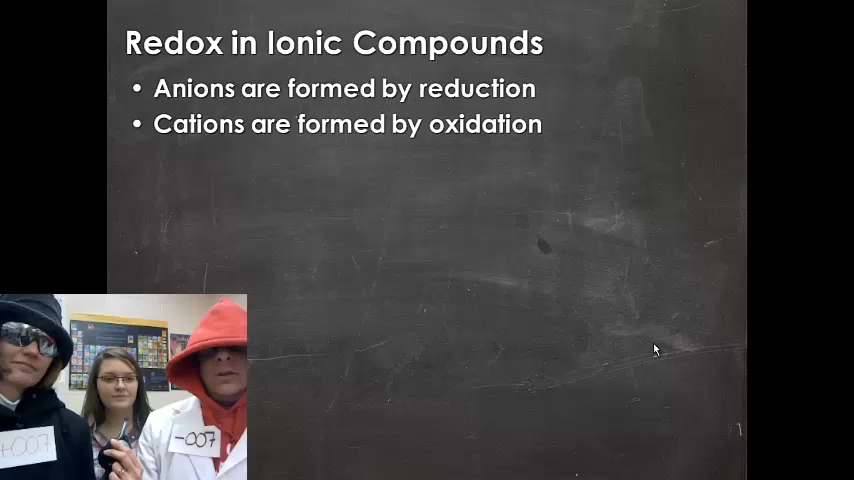 Redox in Ionic Compounds
• Anions are formed by reduction
• Cations are formed by oxidation
+007
-007